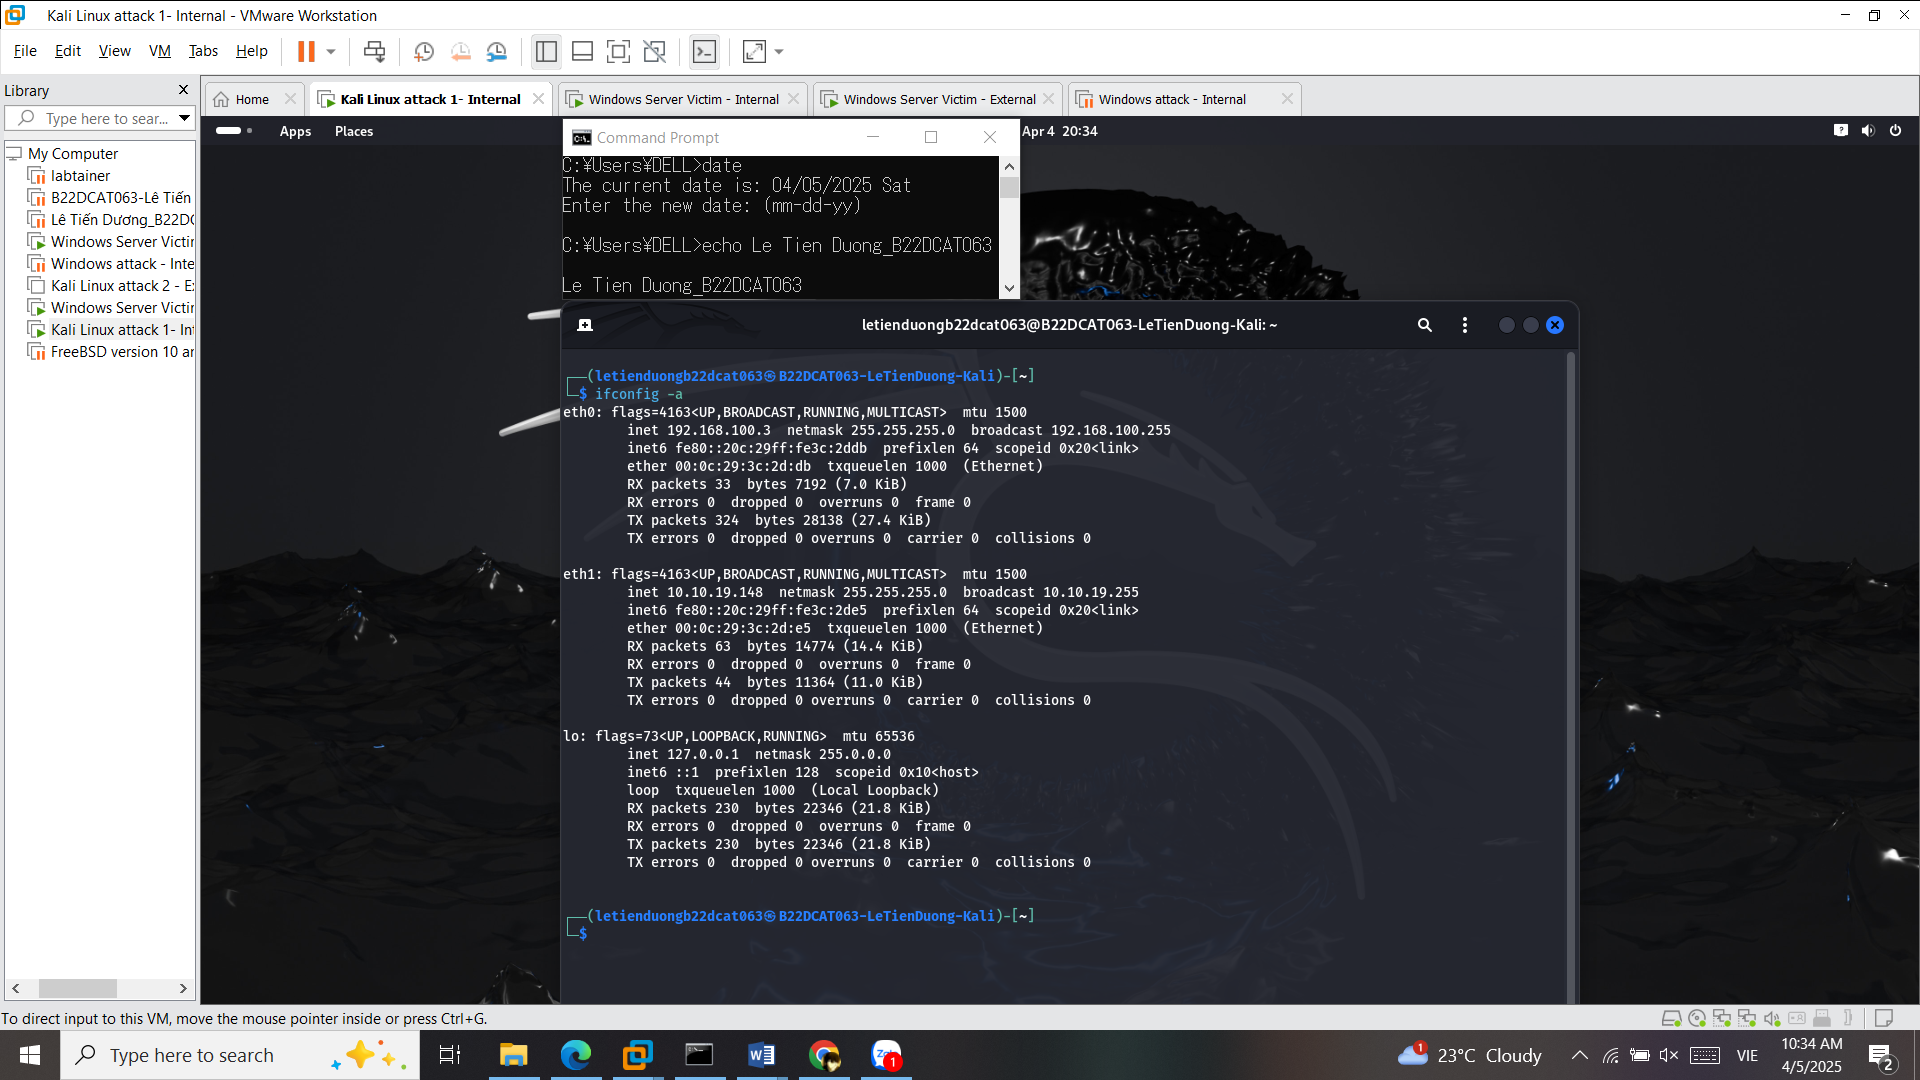 Kali Linux attack 1- Internal - VMware Workstation
File Edit View VM Tabs Help
Library
Type here to sear...
My Computer
labtainer
B22DCAT063-Lê Tiến
Lê Tiến Dương_B22DC
Windows Server Victir
Windows attack - Inte
Kali Linux attack 2 - E:
Windows Server Victir
Kali Linux attack 1- Int
FreeBSD version 10 ar
Home
Kali Linux attack 1- Internal
Windows Server Victim - Internal
Windows Server Victim - External
Windows attack - Internal
Apps Places
Apr 4 20:34
Command Prompt
C:¥Users¥DELL>date
The current date is: 04/05/2025 Sat
Enter the new date: (mm-dd-yy)
C:¥Users¥DELL>echo Le Tien Duong_B22DCAT063
Le Tien Duong_B22DCAT063
letienduongb22dcat063@B22DCAT063-LeTienDuong-Kali: ~
┌──(letienduongb22dcat063㉿B22DCAT063-LeTienDuong-Kali)-[~]
└─$ ifconfig -a
eth0: flags=4163<UP,BROADCAST,RUNNING,MULTICAST>  mtu 1500
inet 192.168.100.3  netmask 255.255.255.0  broadcast 192.168.100.255
inet6 fe80::20c:29ff:fe3c:2ddb  prefixlen 64  scopeid 0x20<link>
ether 00:0c:29:3c:2d:db  txqueuelen 1000  (Ethernet)
RX packets 33  bytes 7192 (7.0 KiB)
RX errors 0  dropped 0  overruns 0  frame 0
TX packets 324  bytes 28138 (27.4 KiB)
TX errors 0  dropped 0 overruns 0  carrier 0  collisions 0
eth1: flags=4163<UP,BROADCAST,RUNNING,MULTICAST>  mtu 1500
inet 10.10.19.148  netmask 255.255.255.0  broadcast 10.10.19.255
inet6 fe80::20c:29ff:fe3c:2de5  prefixlen 64  scopeid 0x20<link>
ether 00:0c:29:3c:2d:e5  txqueuelen 1000  (Ethernet)
RX packets 63  bytes 14774 (14.4 KiB)
RX errors 0  dropped 0  overruns 0  frame 0
TX packets 44  bytes 11364 (11.0 KiB)
TX errors 0  dropped 0 overruns 0  carrier 0  collisions 0
lo: flags=73<UP,LOOPBACK,RUNNING>  mtu 65536
inet 127.0.0.1  netmask 255.0.0.0
inet6 ::1  prefixlen 128  scopeid 0x10<host>
loop  txqueuelen 1000  (Local Loopback)
RX packets 230  bytes 22346 (21.8 KiB)
RX errors 0  dropped 0  overruns 0  frame 0
TX packets 230  bytes 22346 (21.8 KiB)
TX errors 0  dropped 0 overruns 0  carrier 0  collisions 0
┌──(letienduongb22dcat063㉿B22DCAT063-LeTienDuong-Kali)-[~]
└─$
To direct input to this VM, move the mouse pointer inside or press Ctrl+G.
Type here to search
1
1
23°C Cloudy
VIE
10:34 AM
4/5/2025
2